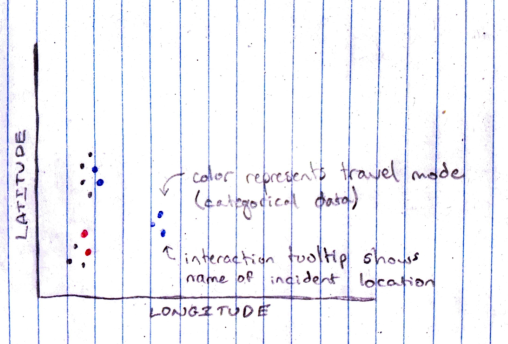 LATITUDE
color represents travel mode
(categorical data)
interaction tooltip shows
name of incident location
LONGITUDE